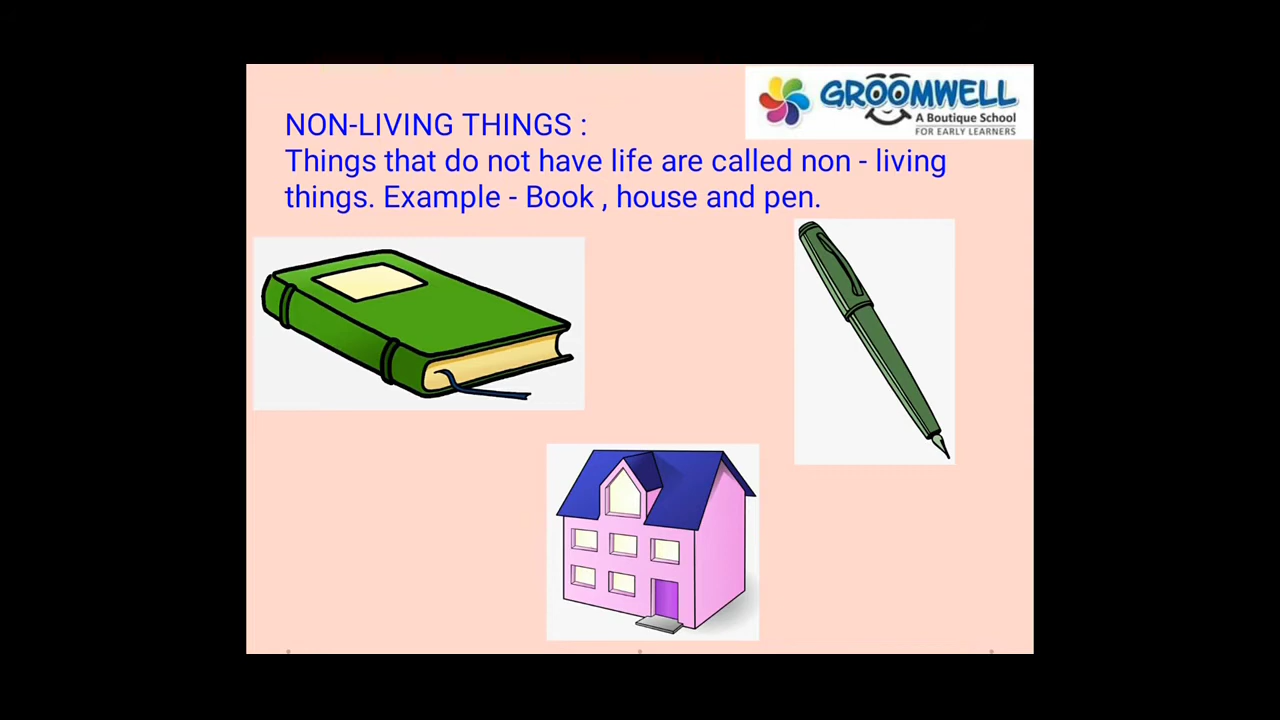 GROOMWELL
A Boutique School
FOR EARLY LEARNERS
NON-LIVING THINGS :
Things that do not have life are called non - living
things. Example - Book , house and pen.